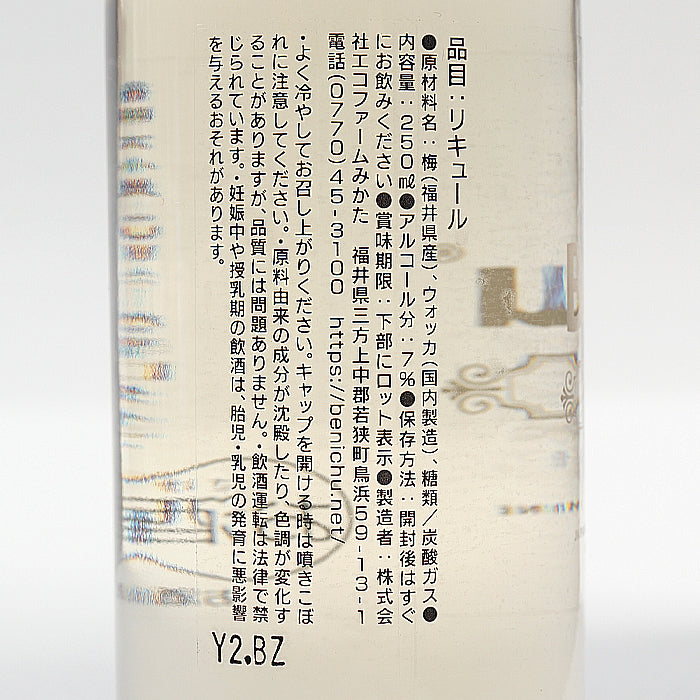 品目：リキュール
●原材料名：梅（福井県産）、ウォッカ（国内製造）、糖類／炭酸ガス●
内容量：250㎖●アルコール分：7％●保存方法：開封後はすぐ
にお飲みください●賞味期限：下部にロット表示●製造者：株式会
社エコファームみかた　福井県三方上中郡若狭町鳥浜59-13-1
電話(0770)45-3100　https://benichu.net/
・よく冷やしてお召し上がりください。キャップを開ける時は噴きこぼ
れに注意してください。・原料由来の成分が沈殿したり、色調が変化す
ることがありますが、品質には問題ありません。・飲酒運転は法律で禁
じられています。・妊娠中や授乳期の飲酒は、胎児・乳児の発育に悪影響
を与えるおそれがあります。
Y2.BZ